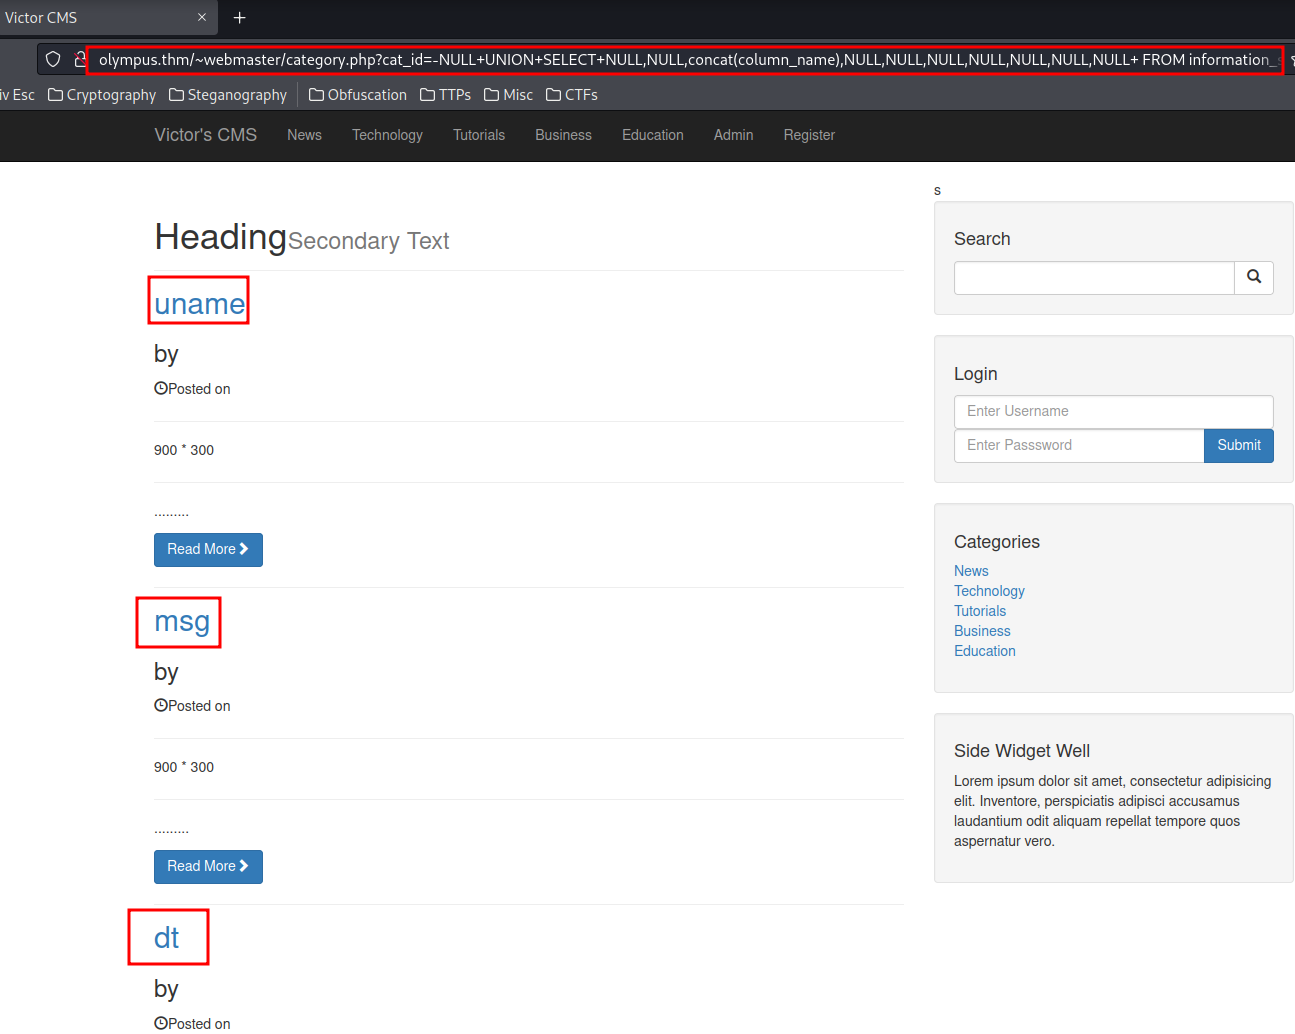 Victor CMS
olympus.thm/~webmaster/category.php?cat_id=-NULL+UNION+SELECT+NULL,NULL,concat(column_name),NULL,NULL,NULL,NULL,NULL,NULL,NULL+ FROM information_s
iv Esc Cryptography Steganography Obfuscation TTPs Misc CTFs
Victor's CMS News Technology Tutorials Business Education Admin Register
s
HeadingSecondary Text
uname
by
Posted on
900 * 300
.........
Read More
msg
by
Posted on
900 * 300
.........
Read More
dt
by
Posted on
Search
Login
Enter Username
Enter Passsword Submit
Categories
News
Technology
Tutorials
Business
Education
Side Widget Well
Lorem ipsum dolor sit amet, consectetur adipisicing
elit. Inventore, perspiciatis adipisci accusamus
laudantium odit aliquam repellat tempore quos
aspernatur vero.